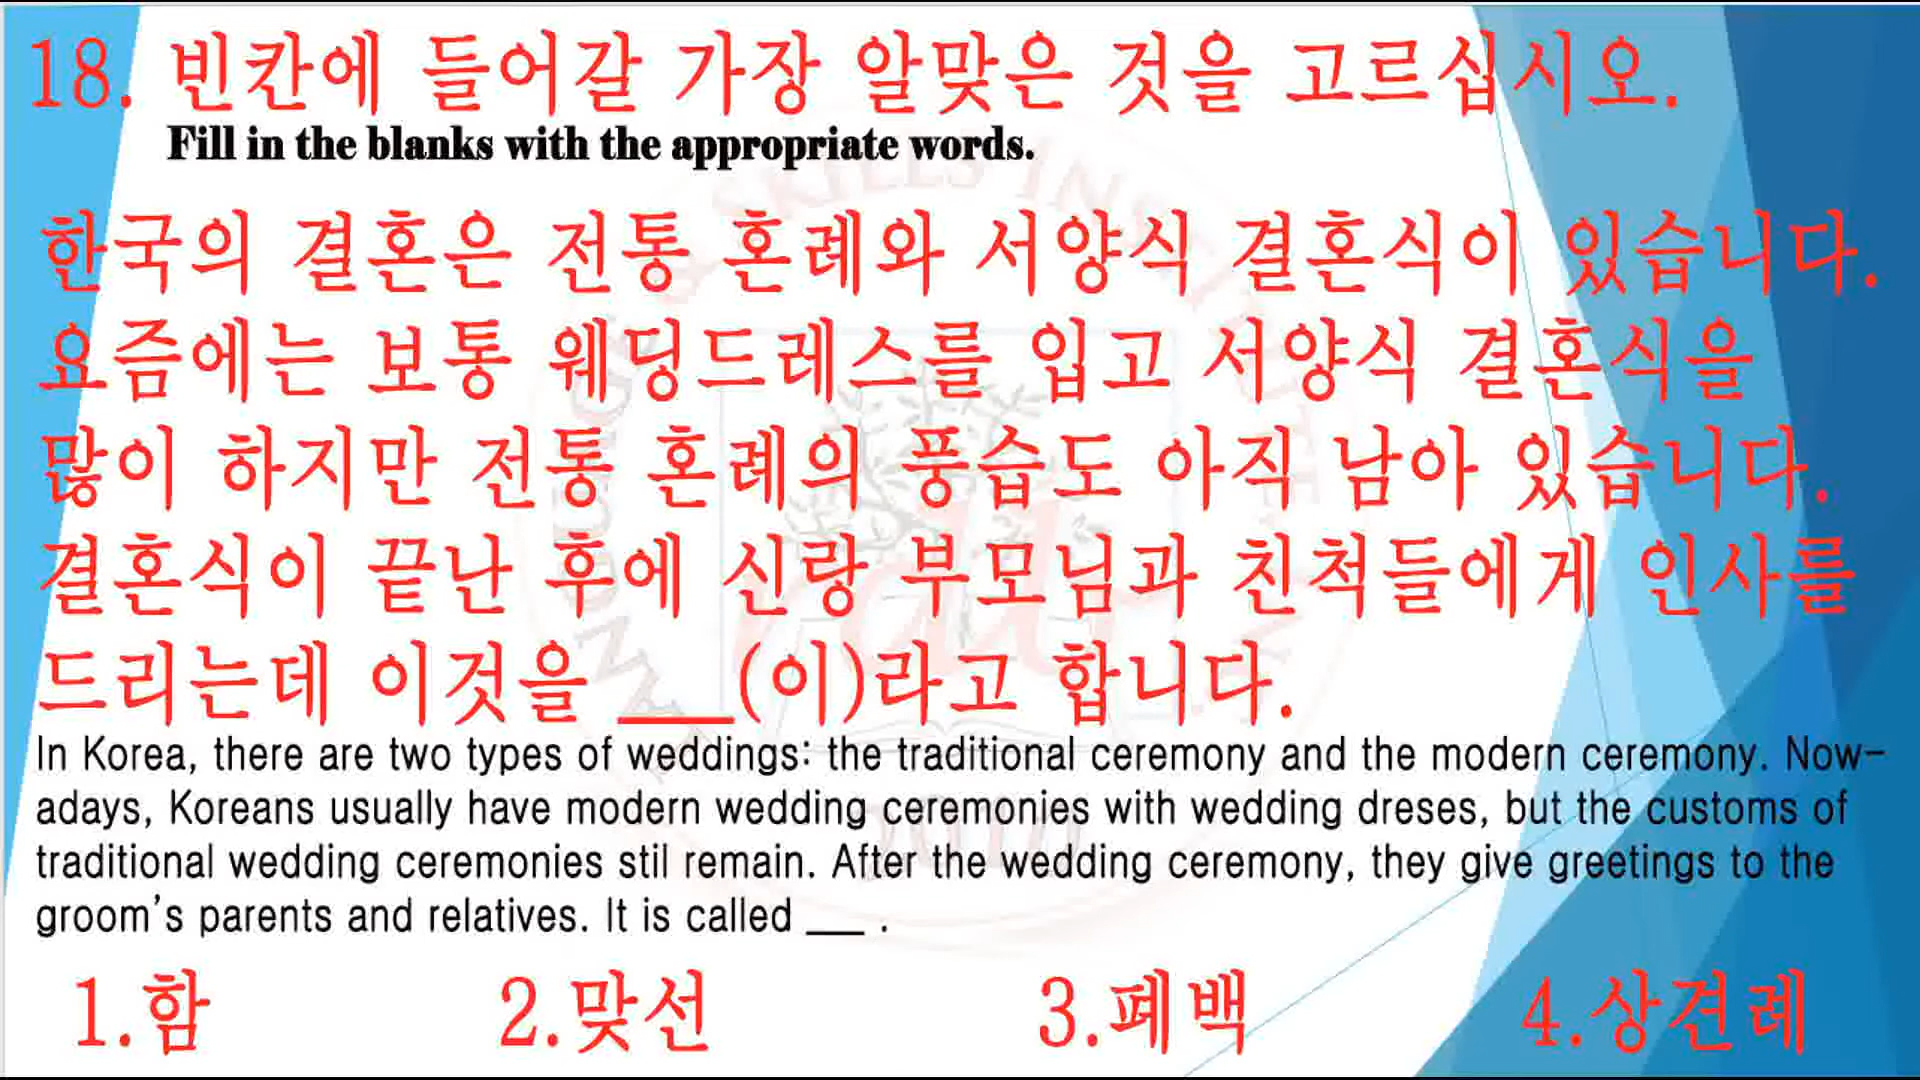 18. 빈칸에 들어갈 가장 알맞은 것을 고르십시오.
Fill in the blanks with the appropriate words.
한국의 결혼은 전통 혼례와 서양식 결혼식이 있습니다.
요즘에는 보통 웨딩드레스를 입고 서양식 결혼식을
많이 하지만 전통 혼례의 풍습도 아직 남아 있습니다.
결혼식이 끝난 후에 신랑 부모님과 친척들에게 인사를
드리는데 이것을 ___(이)라고 합니다.
In Korea, there are two types of weddings: the traditional ceremony and the modern ceremony. Now-
adays, Koreans usually have modern wedding ceremonies with wedding dreses, but the customs of
traditional wedding ceremonies stil remain. After the wedding ceremony, they give greetings to the
groom's parents and relatives. It is called ___ .
1.함 2.맞선 3.폐백 4.상견례